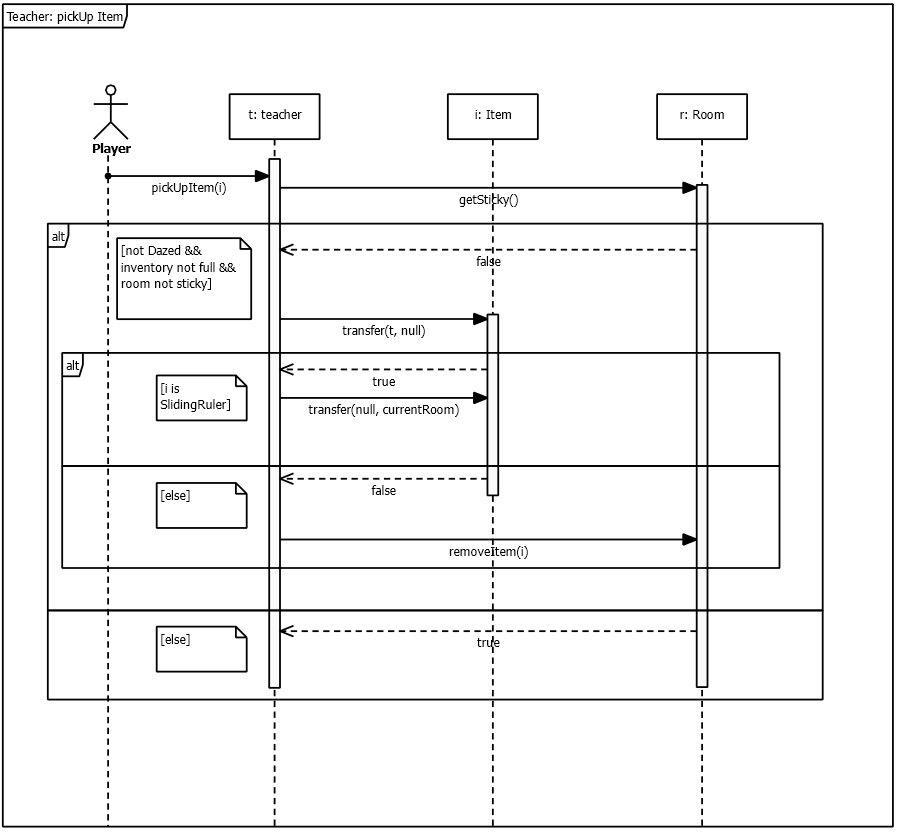 Teacher: pickUp Item
t: teacher
i: Item
r: Room
Player
pickUpItem(i)
getSticky()
alt
[not Dazed &&
inventory not full &&
room not sticky]
false
transfer(t, null)
alt
[i is
SlidingRuler]
true
transfer(null, currentRoom)
[else]
false
removeItem(i)
[else]
true